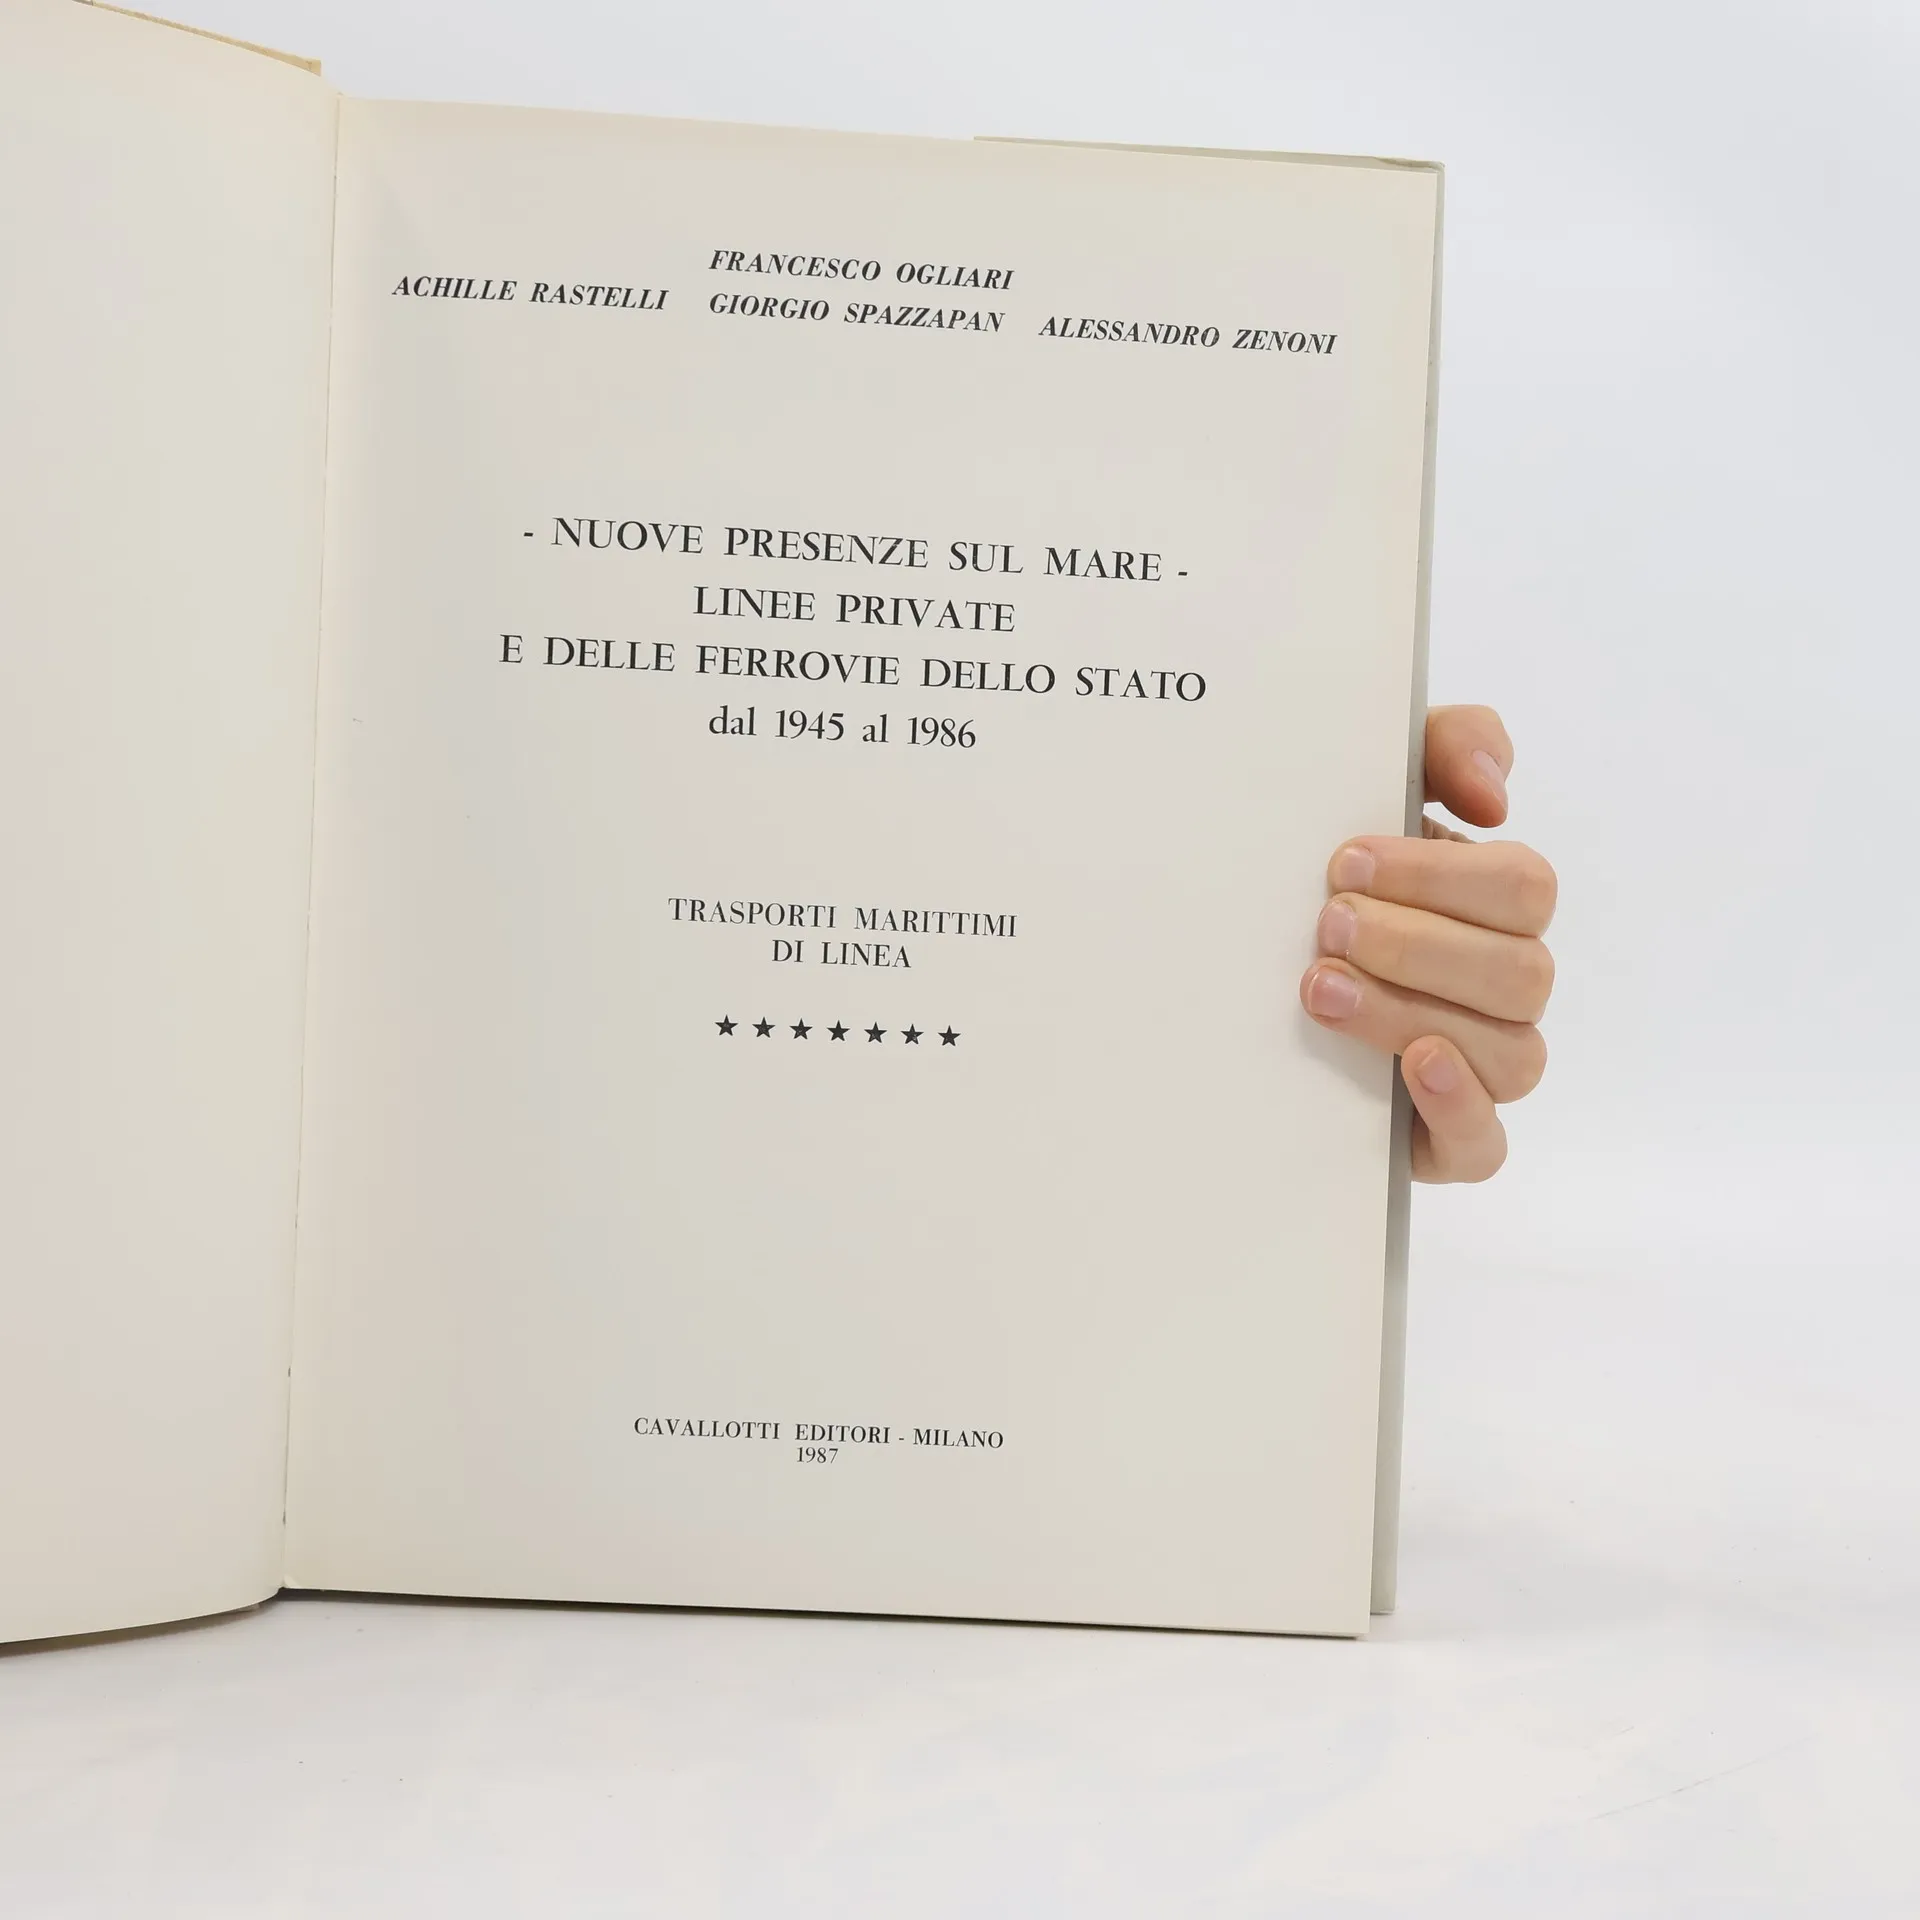 FRANCESCO OGLIARI
ACHILLE RASTELLI GIORGIO SPAZZAPAN ALESSANDRO ZENONI
- NUOVE PRESENZE SUL MARE -
LINEE PRIVATE
E DELLE FERROVIE DELLO STATO
dal 1945 al 1986
TRASPORTI MARITTIMI
DI LINEA
★ ★ ★ ★ ★ ★ ★
CAVALLOTTI EDITORI - MILANO
1987